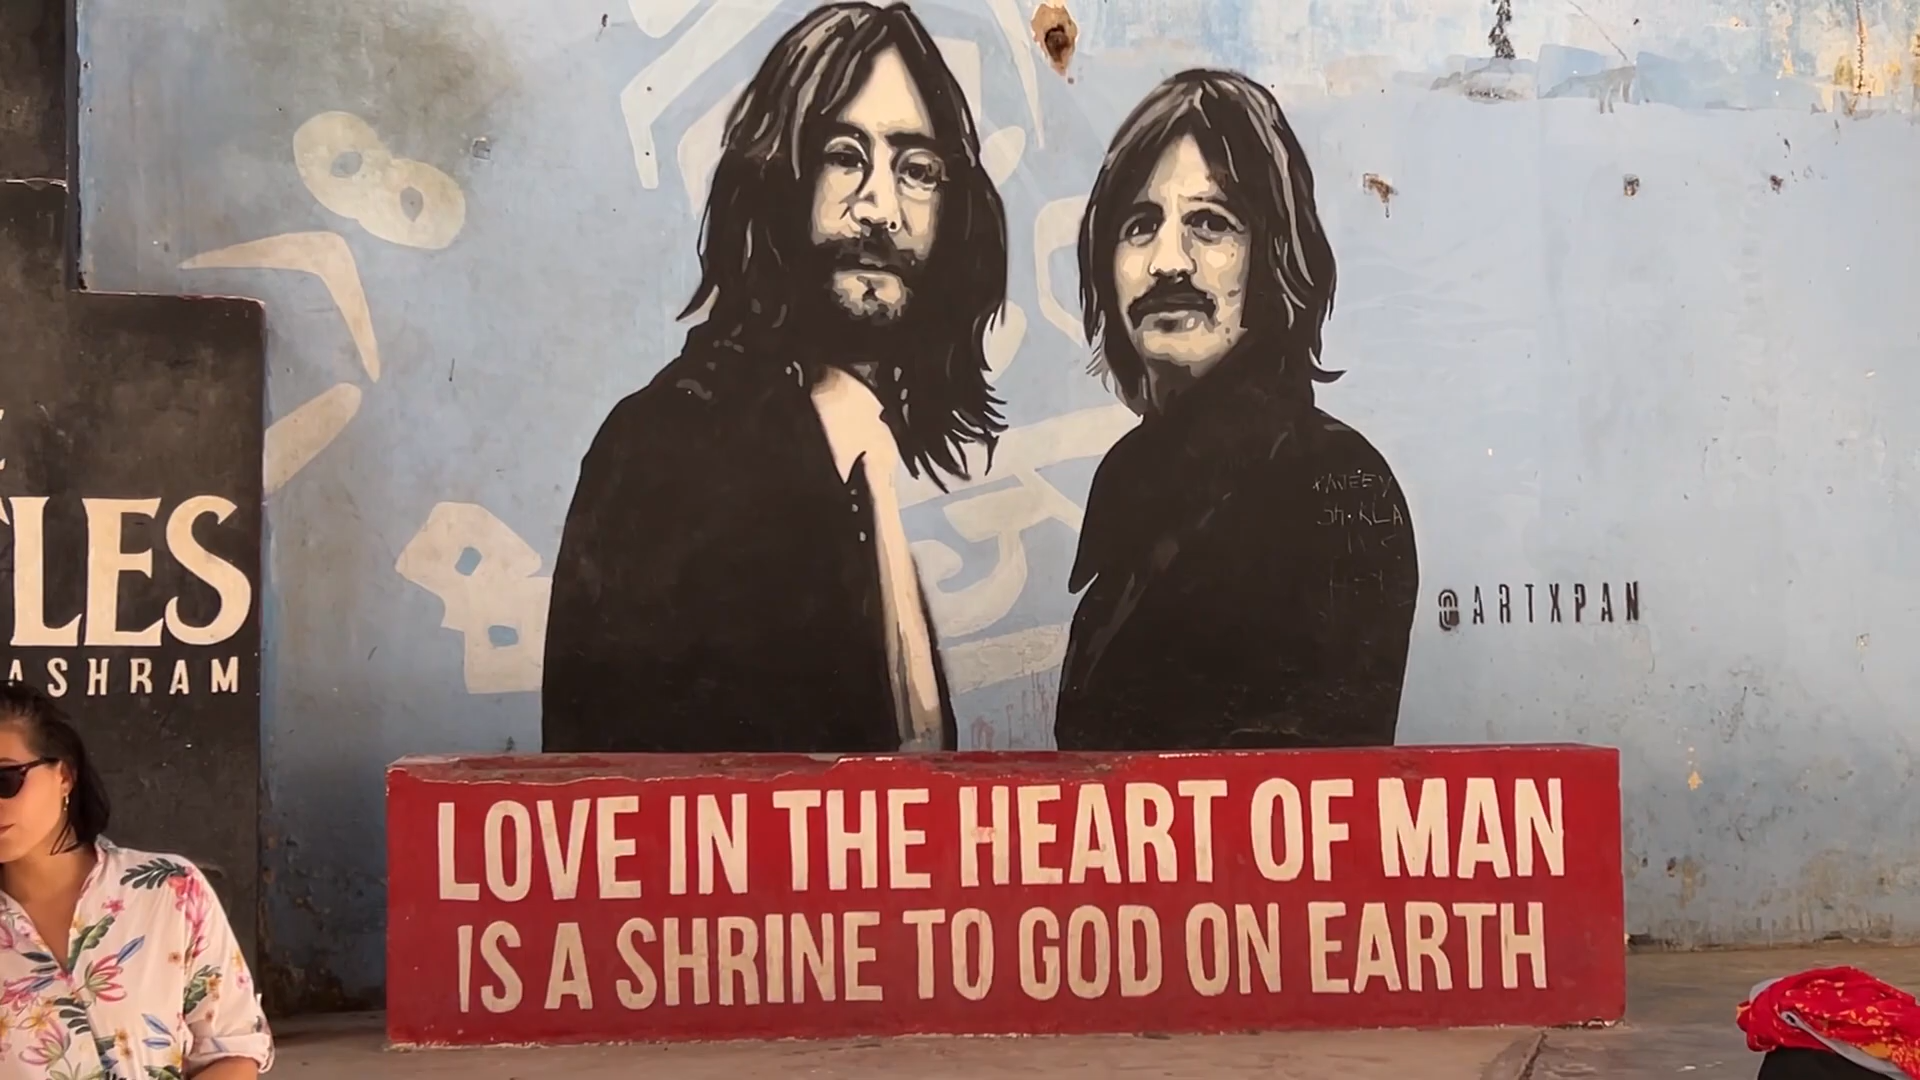 LES
ASHRAM
@ARTXPAN
LOVE IN THE HEART OF MAN
IS A SHRINE TO GOD ON EARTH